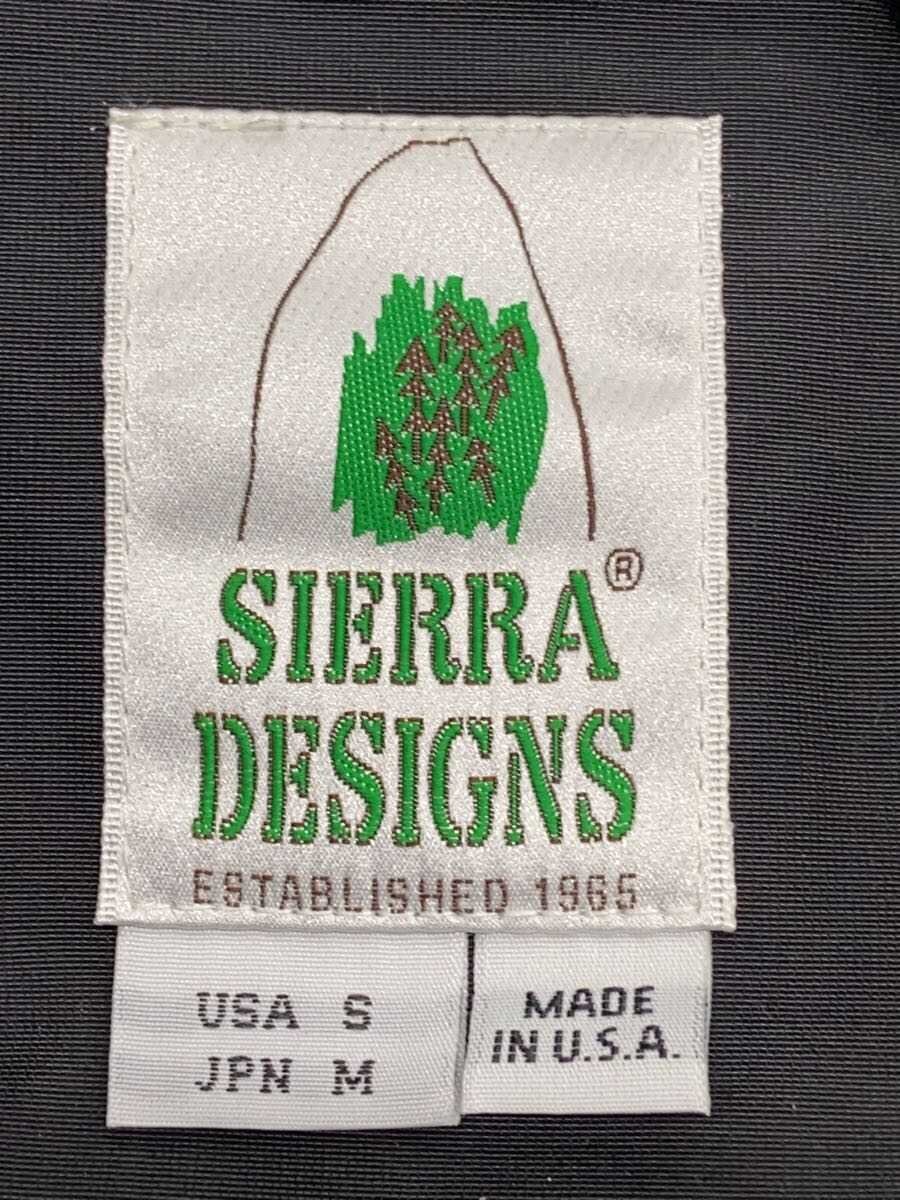 SIERRA®
DESIGNS
ESTABLISHED 1965
USA S
JPN M
MADE
IN U.S.A.